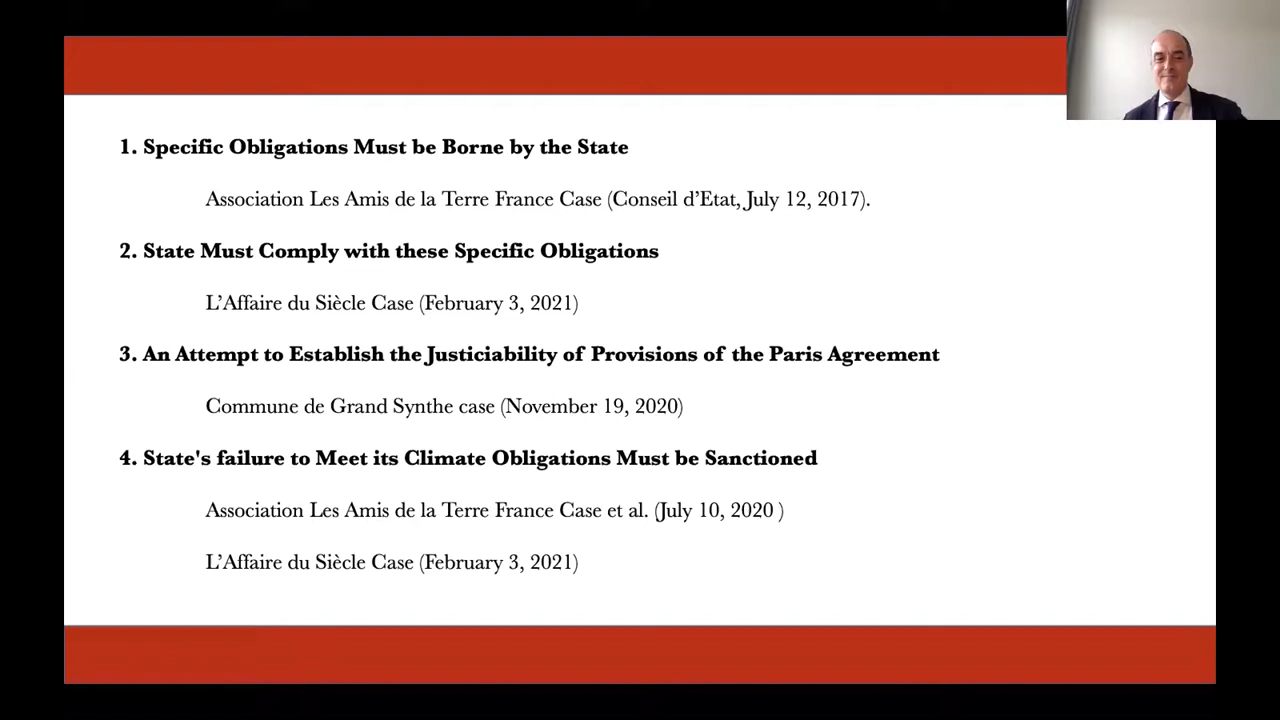 1. Specific Obligations Must be Borne by the State
Association Les Amis de la Terre France Case (Conseil d’Etat, July 12, 2017).
2. State Must Comply with these Specific Obligations
L’Affaire du Siècle Case (February 3, 2021)
3. An Attempt to Establish the Justiciability of Provisions of the Paris Agreement
Commune de Grand Synthe case (November 19, 2020)
4. State's failure to Meet its Climate Obligations Must be Sanctioned
Association Les Amis de la Terre France Case et al. (July 10, 2020 )
L’Affaire du Siècle Case (February 3, 2021)